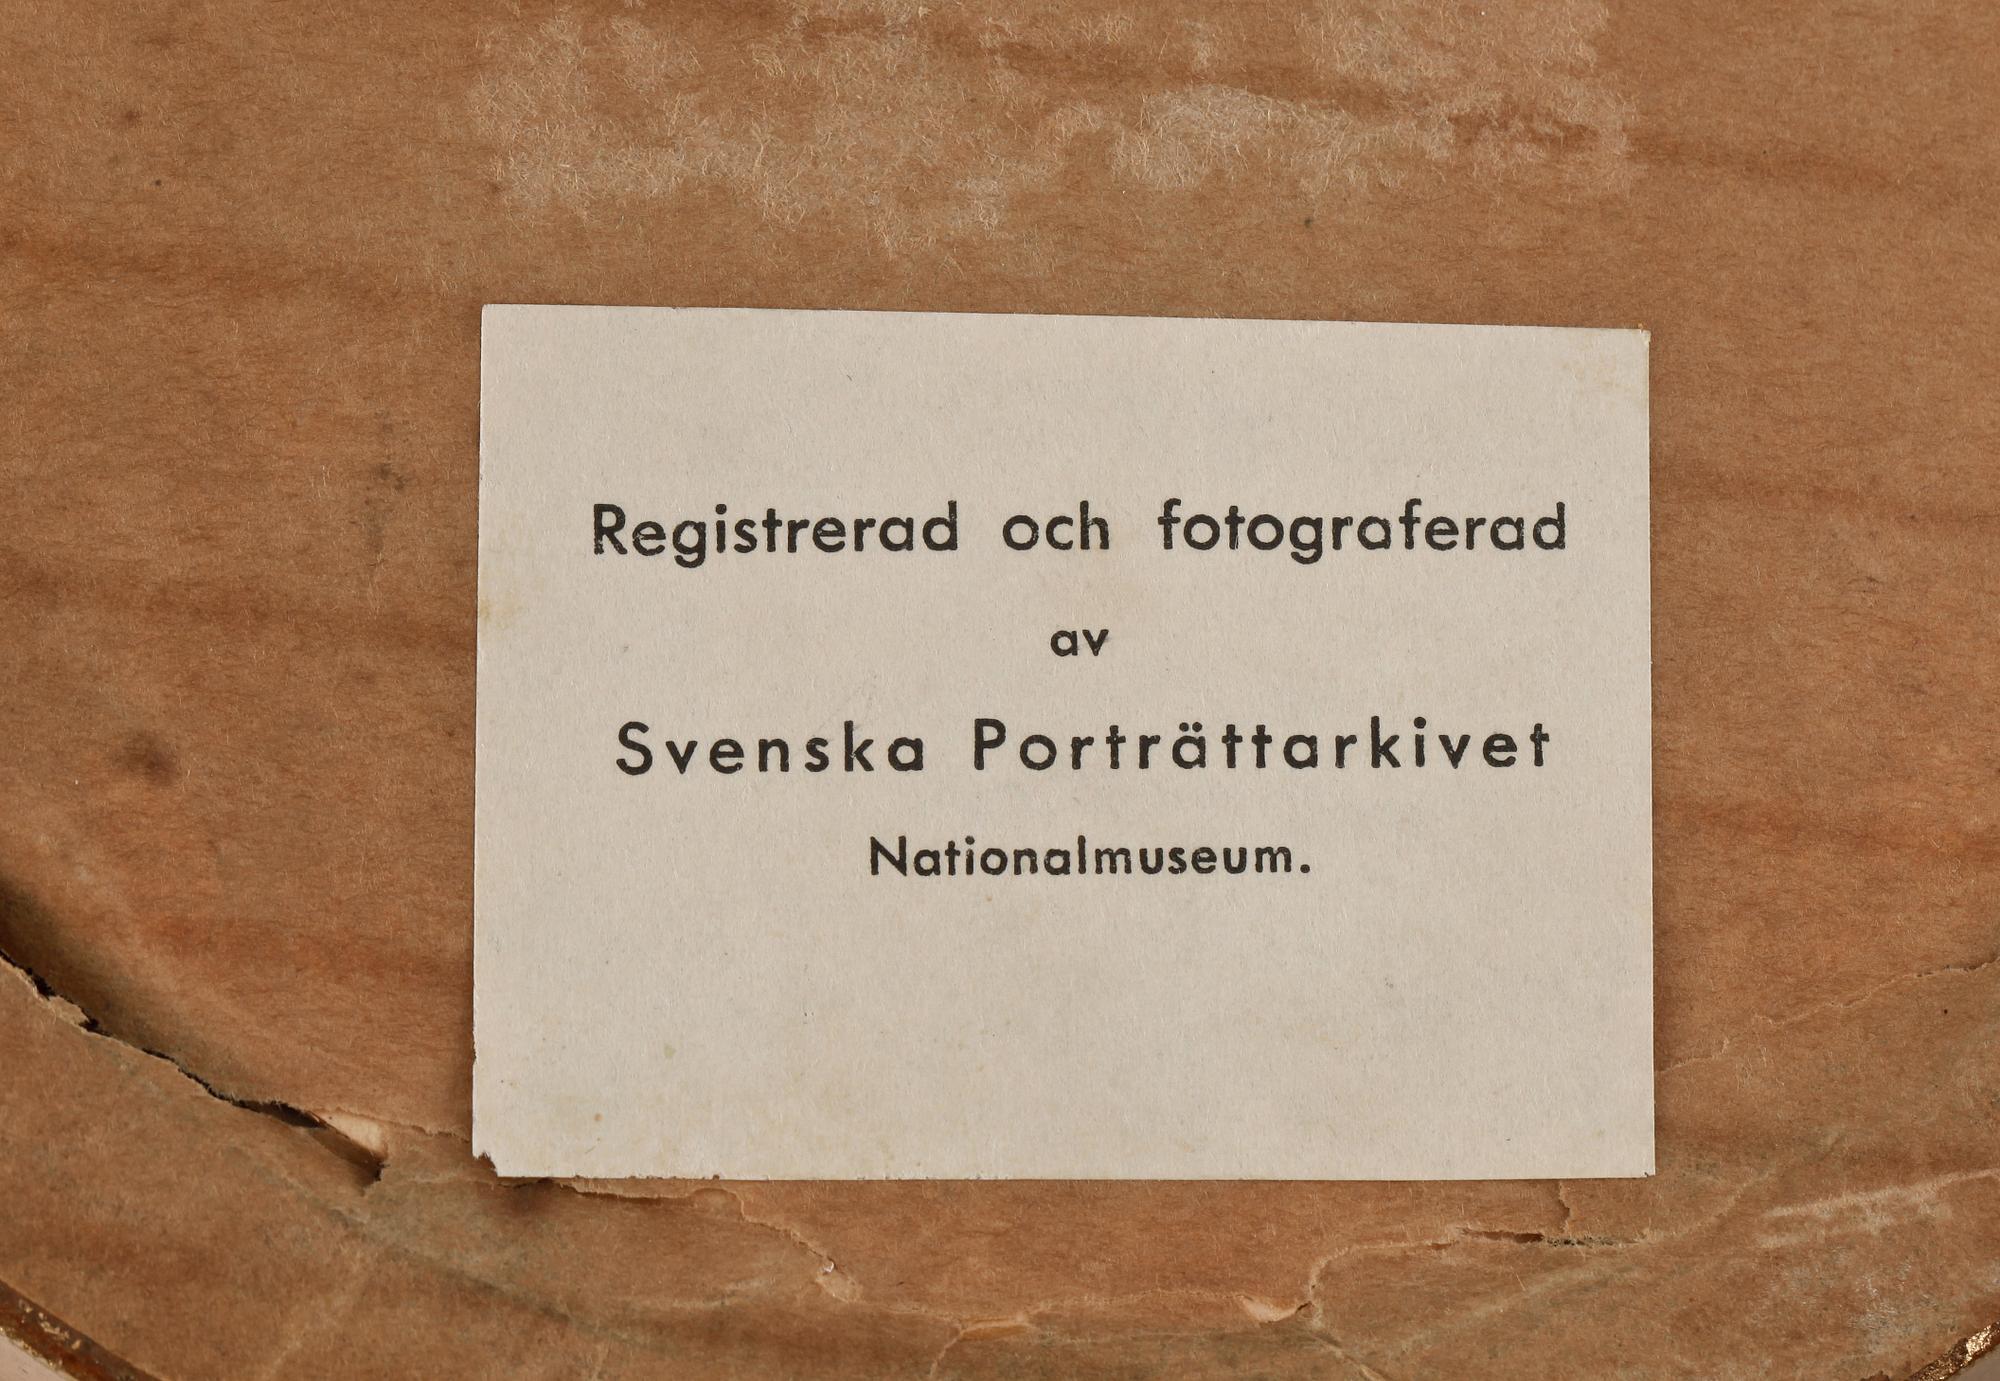 Registrerad och fotograferad
av
Svenska Porträttarkivet
Nationalmuseum.